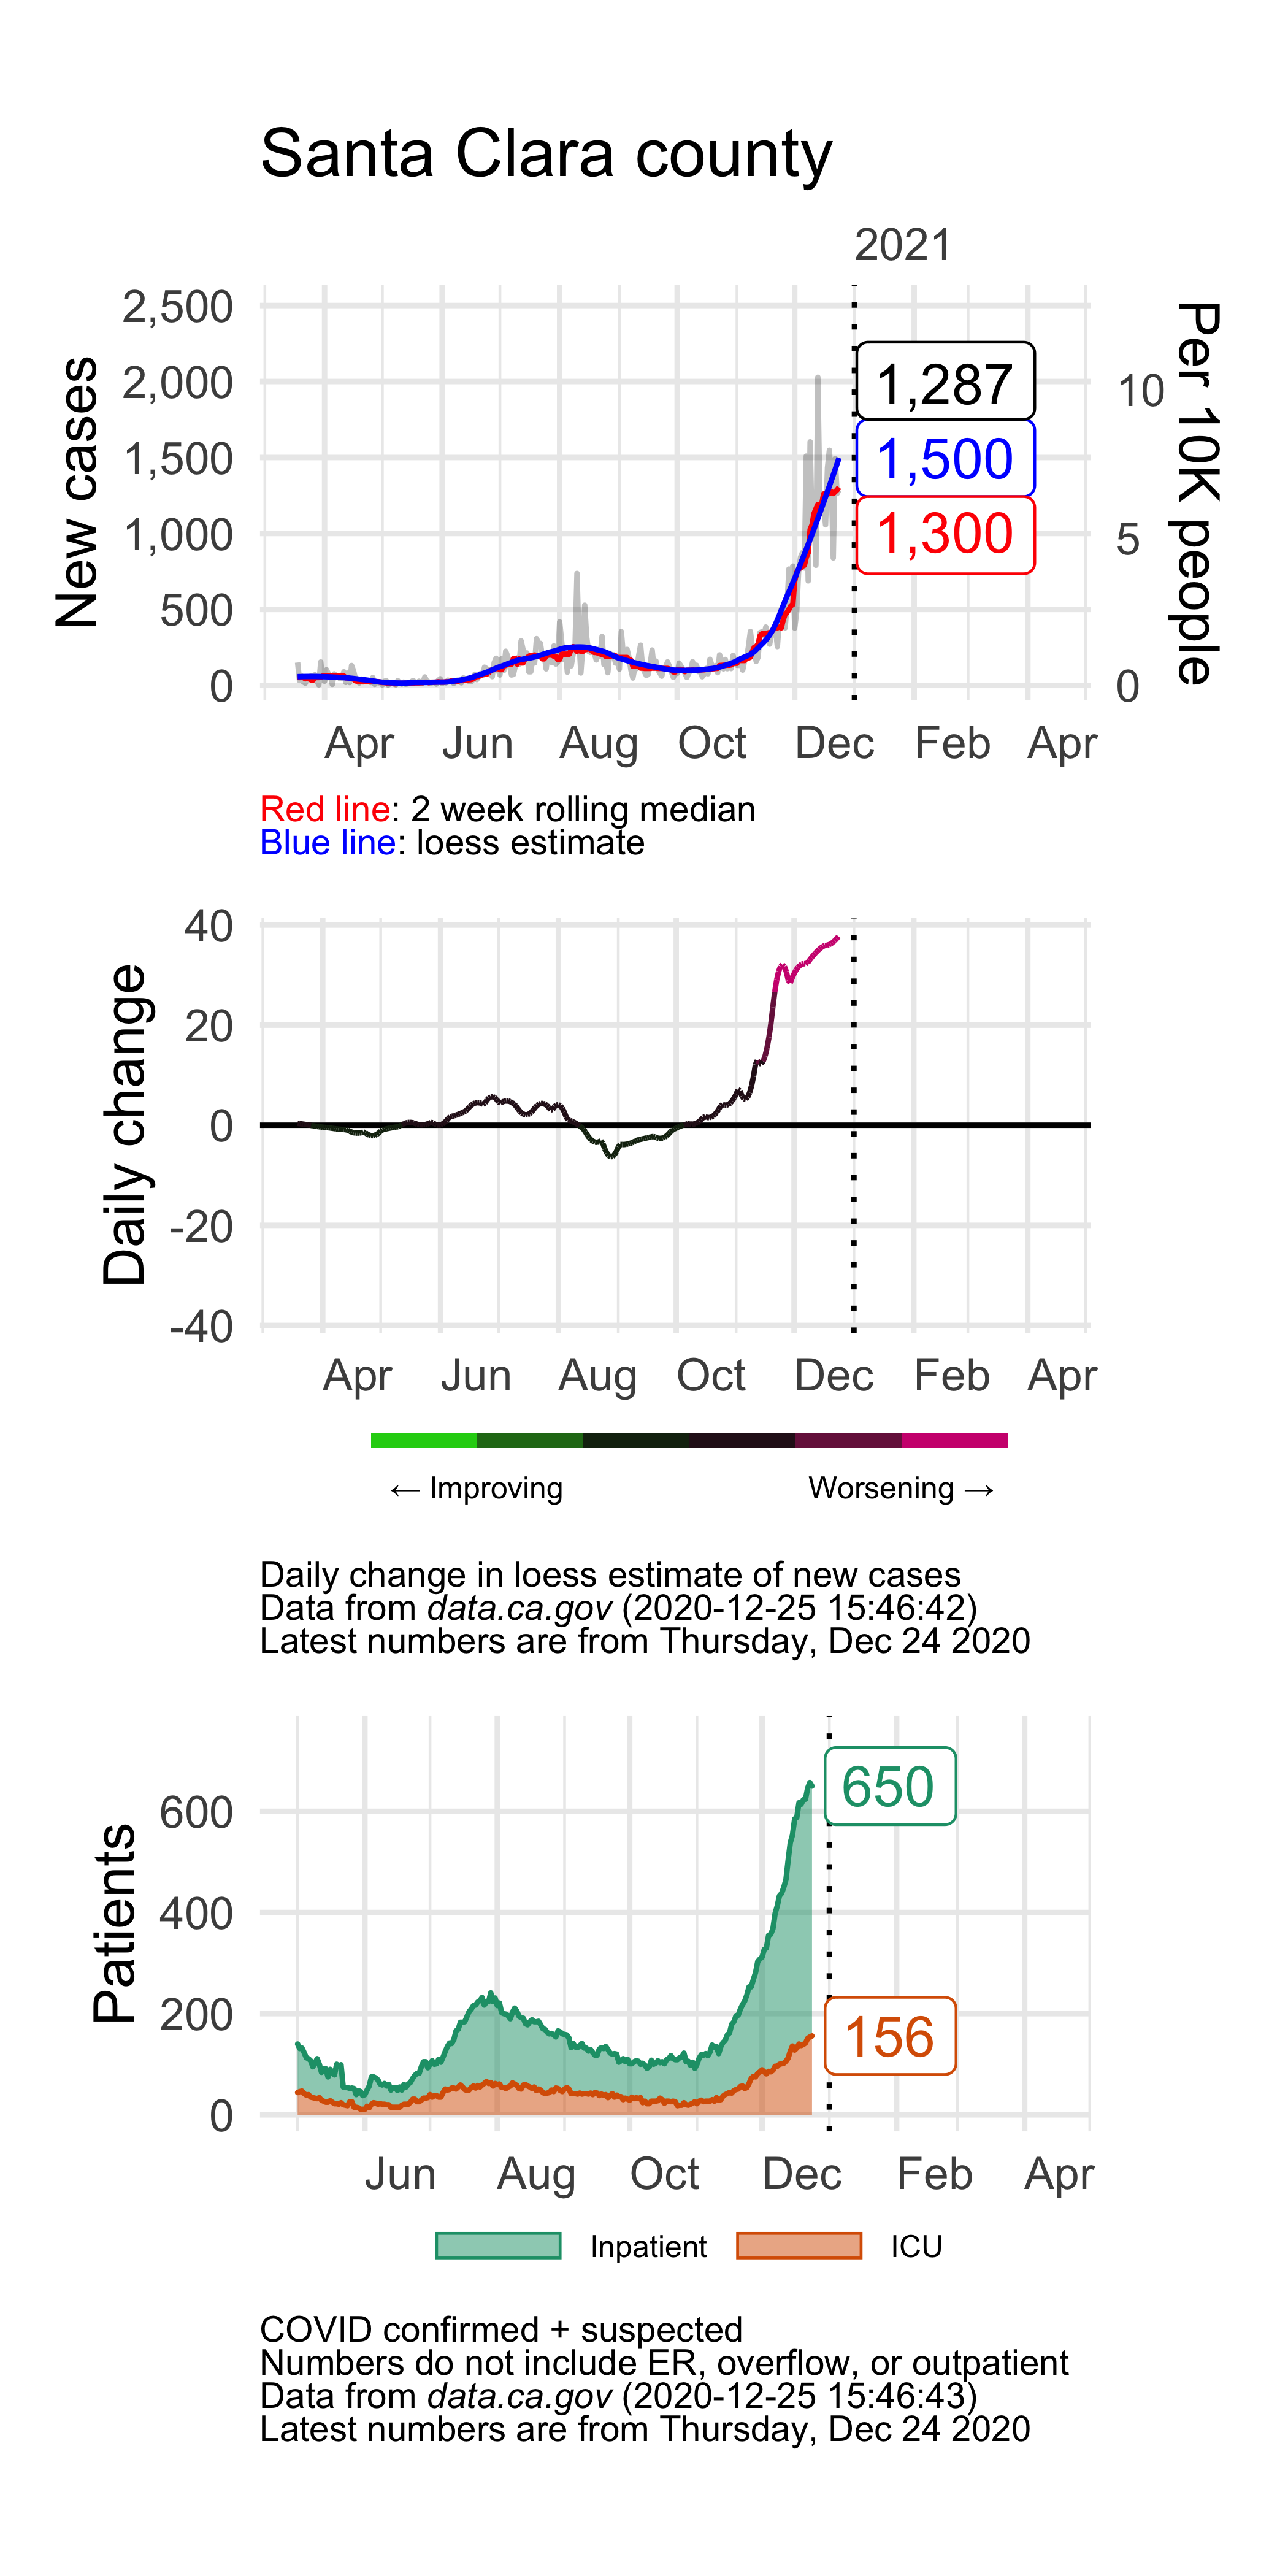 Santa Clara county
2021
2,500
2,000
1,500
1,000
500
0
New cases
10
5
0
Per 10K people
1,287
1,500
1,300
Apr Jun Aug Oct Dec Feb Apr
Red line: 2 week rolling median
Blue line: loess estimate
40
20
0
-20
-40
Daily change
Apr Jun Aug Oct Dec Feb Apr
← Improving Worsening →
Daily change in loess estimate of new cases
Data from data.ca.gov (2020-12-25 15:46:42)
Latest numbers are from Thursday, Dec 24 2020
600
400
200
0
Patients
650
156
Jun Aug Oct Dec Feb Apr
Inpatient ICU
COVID confirmed + suspected
Numbers do not include ER, overflow, or outpatient
Data from data.ca.gov (2020-12-25 15:46:43)
Latest numbers are from Thursday, Dec 24 2020